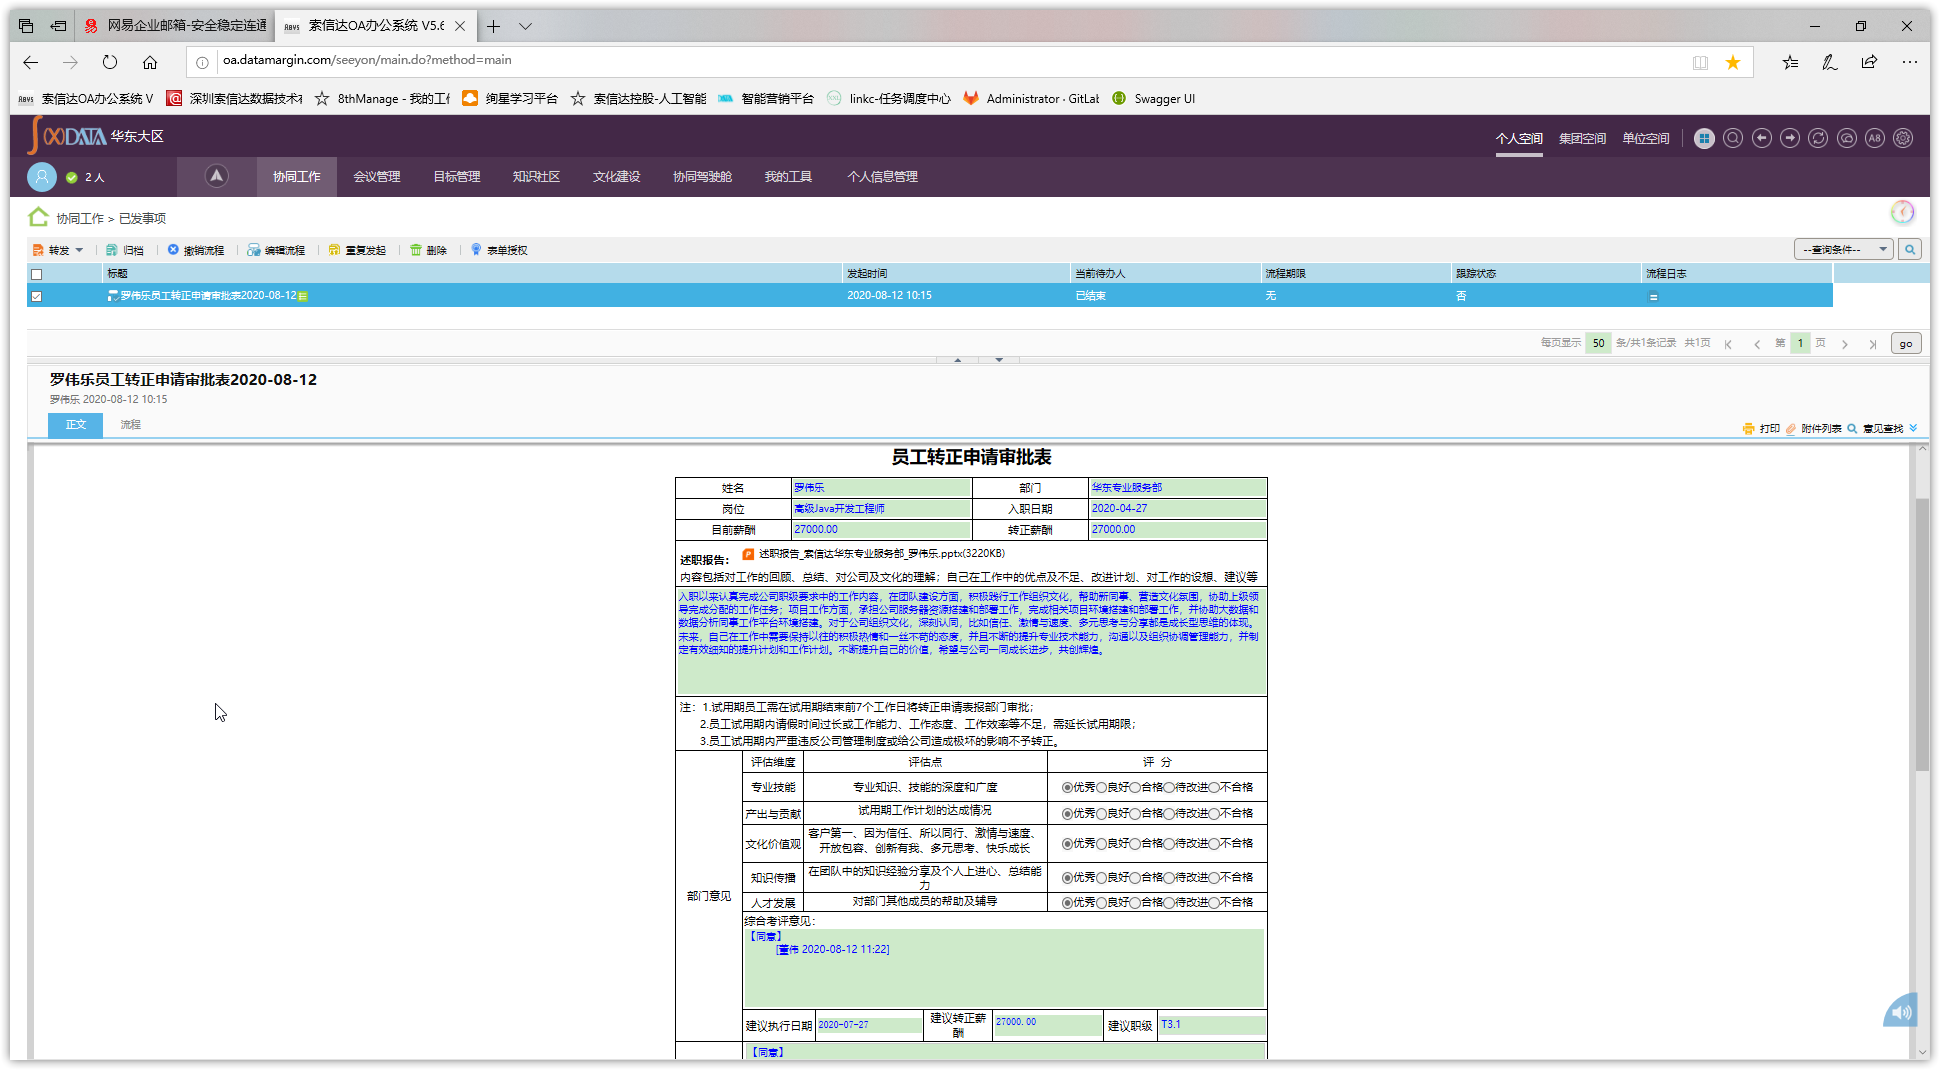 网易企业邮箱-安全稳定连通
索信达OA办公系统 V5.6
oa.datamargin.com/seeyon/main.do?method=main
索信达OA办公系统 V
深圳索信达数据技术有
8thManage - 我的工作
绚星学习平台
索信达控股-人工智能
智能营销平台
linkc-任务调度中心
Administrator · GitLab
Swagger UI
(X)DATA 华东大区
个人空间 集团空间 单位空间
A8
2人
协同工作 会议管理 目标管理 知识社区 文化建设 协同驾驶舱 我的工具 个人信息管理
协同工作 > 已发事项
转发 归档 撤销流程 编辑流程 重复发起 删除 表单授权
--查询条件--
标题 发起时间 当前待办人 流程期限 跟踪状态 流程日志
罗伟乐员工转正申请审批表2020-08-12 2020-08-12 10:15 已结束 无 否
每页显示 50 条/共1条记录 共1页 第 1 页 go
罗伟乐员工转正申请审批表2020-08-12
罗伟乐 2020-08-12 10:15
正文 流程
打印 附件列表 意见查找
员工转正申请审批表
姓名 罗伟乐 部门 华东专业服务部
岗位 高级Java开发工程师 入职日期 2020-04-27
目前薪酬 27000.00 转正薪酬 27000.00
述职报告： 述职报告_索信达华东专业服务部_罗伟乐.pptx(3220KB)
内容包括对工作的回顾、总结、对公司及文化的理解；自己在工作中的优点及不足、改进计划、对工作的设想、建议等
入职以来认真完成公司职级要求中的工作内容，在团队建设方面，积极践行工作组织文化，帮助新同事、营造文化氛围，协助上级领
导完成分配的工作任务；项目工作方面，承担公司服务器资源搭建和部署工作，完成相关项目环境搭建和部署工作，并协助大数据和
数据分析同事工作平台环境搭建。对于公司组织文化，深刻认同，比如信任、激情与速度、多元思考与分享都是成长型思维的体现。
未来，自己在工作中需要保持以往的积极热情和一丝不苟的态度，并且不断的提升专业技术能力，沟通以及组织协调管理能力，并制
定有效细知的提升计划和工作计划。不断提升自己的价值，希望与公司一同成长进步，共创辉煌。
注：1.试用期员工需在试用期结束前7个工作日将转正申请表报部门审批；
2.员工试用期内请假时间过长或工作能力、工作态度、工作效率等不足，需延长试用期限；
3.员工试用期内严重违反公司管理制度或给公司造成极坏的影响不予转正。
部门意见
评估维度 评估点 评 分
专业技能 专业知识、技能的深度和广度 优秀 良好 合格 待改进 不合格
产出与贡献 试用期工作计划的达成情况 优秀 良好 合格 待改进 不合格
文化价值观 客户第一、因为信任、所以同行、激情与速度、
开放包容、创新有我、多元思考、快乐成长 优秀 良好 合格 待改进 不合格
知识传播 在团队中的知识经验分享及个人上进心、总结能
力 优秀 良好 合格 待改进 不合格
人才发展 对部门其他成员的帮助及辅导 优秀 良好 合格 待改进 不合格
综合考评意见：
【同意】
[董伟 2020-08-12 11:22]
建议执行日期 2020-07-27 建议转正薪
酬 27000.00 建议职级 T3.1
【同意】